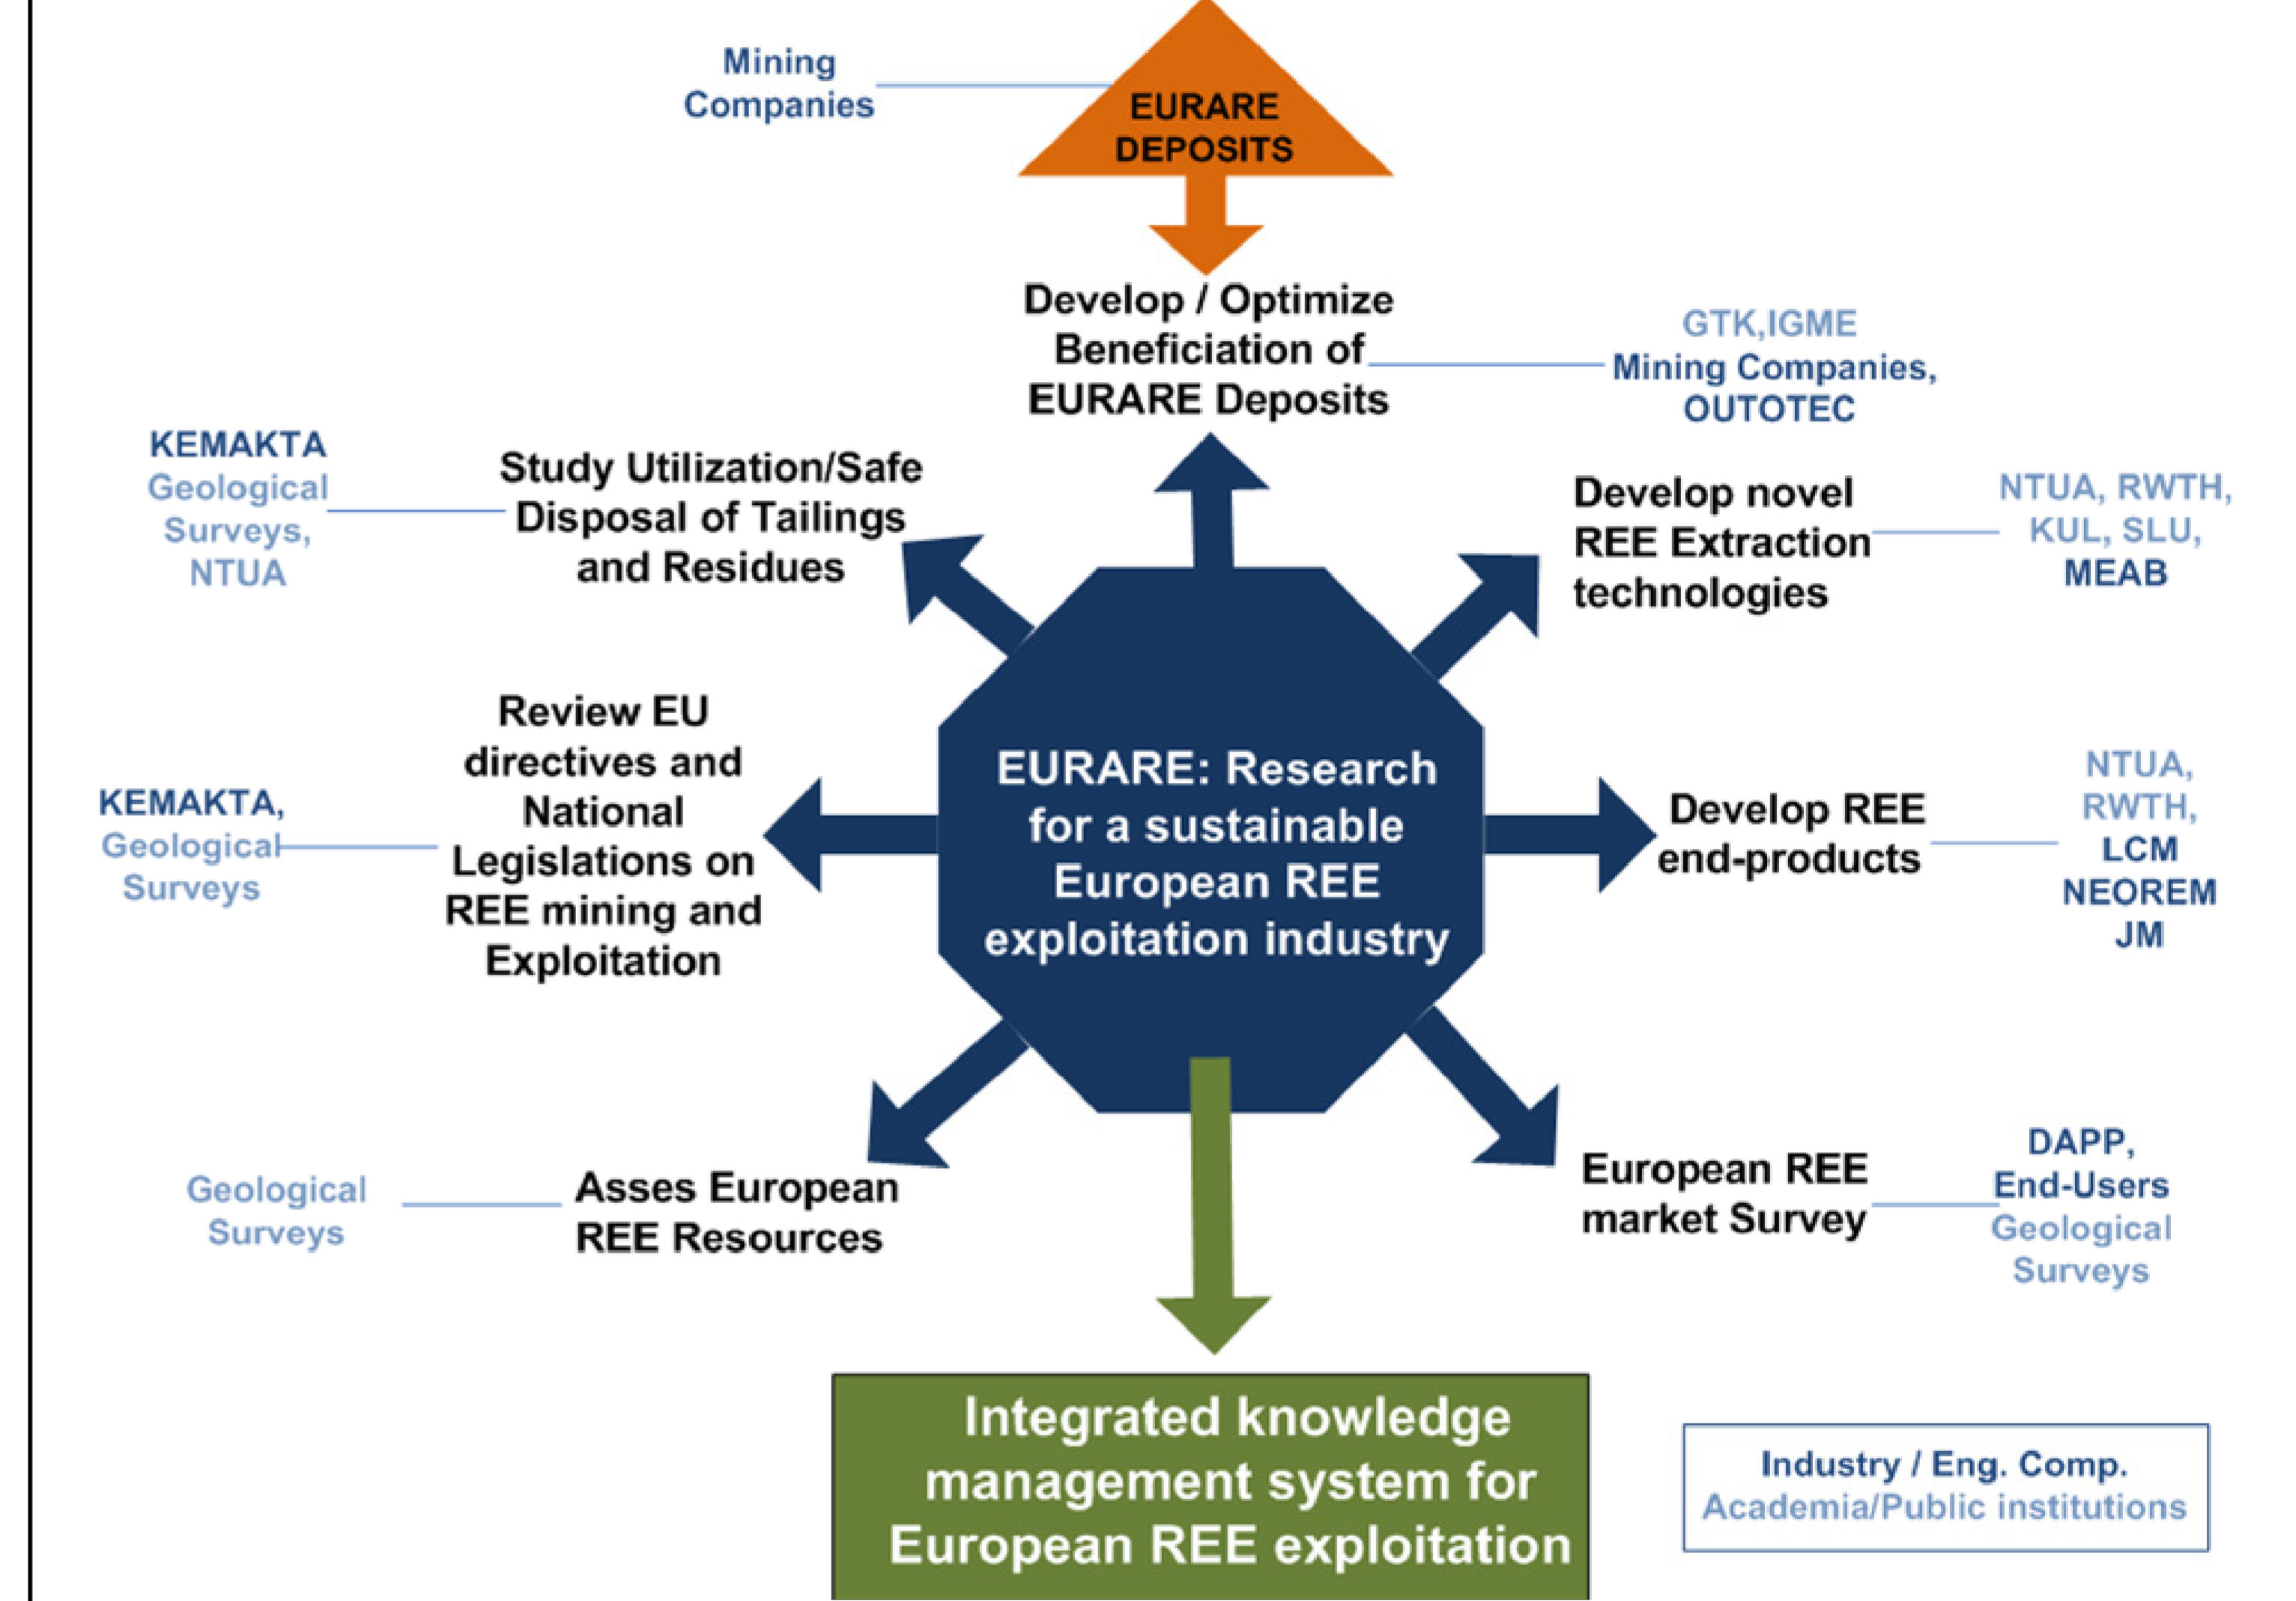 Mining
Companies
EURARE
DEPOSITS
Develop / Optimize
Beneficiation of
EURARE Deposits
GTK,IGME
Mining Companies,
OUTOTEC
KEMAKTA
Geological
Surveys,
NTUA
Study Utilization/Safe
Disposal of Tailings
and Residues
Develop novel
REE Extraction
technologies
NTUA, RWTH,
KUL, SLU,
MEAB
Review EU
directives and
National
Legislations on
REE mining and
Exploitation
KEMAKTA,
Geological
Surveys
EURARE: Research
for a sustainable
European REE
exploitation industry
Develop REE
end-products
NTUA,
RWTH,
LCM
NEOREM
JM
Geological
Surveys
Asses European
REE Resources
European REE
market Survey
DAPP,
End-Users
Geological
Surveys
Integrated knowledge
management system for
European REE exploitation
Industry / Eng. Comp.
Academia/Public institutions